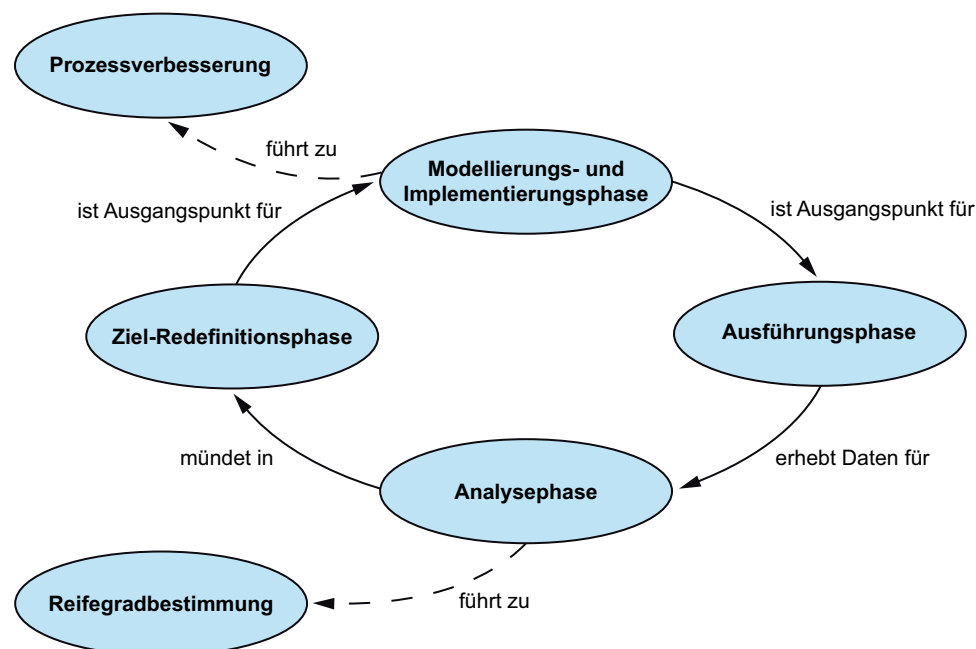 Prozessverbesserung
führt zu
Modellierungs- und
Implementierungsphase
ist Ausgangspunkt für
ist Ausgangspunkt für
Ziel-Redefinitionsphase
Ausführungsphase
mündet in
erhebt Daten für
Analysephase
Reifegradbestimmung
führt zu